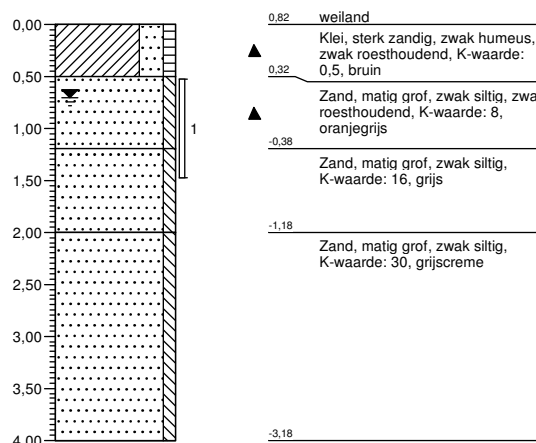 0,00
0,50
1,00
1,50
2,00
2,50
3,00
3,50
4,00
1
0,82
weiland
Klei, sterk zandig, zwak humeus,
zwak roesthoudend, K-waarde:
0,5, bruin
0,32
Zand, matig grof, zwak siltig, zwa
roesthoudend, K-waarde: 8,
oranjegrijs
-0,38
Zand, matig grof, zwak siltig,
K-waarde: 16, grijs
-1,18
Zand, matig grof, zwak siltig,
K-waarde: 30, grijscreme
-3,18